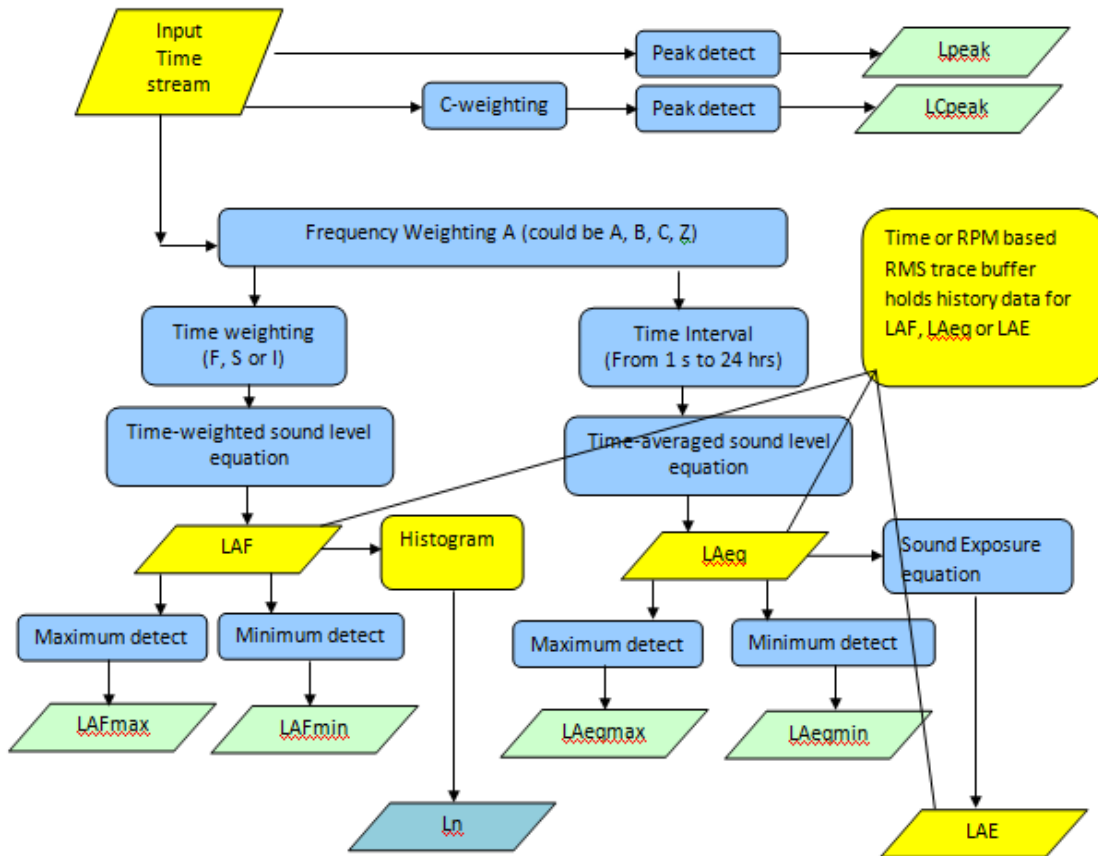 Input
Time
stream
Peak detect
Lpeak
C-weighting
Peak detect
LCpeak
Frequency Weighting A (could be A, B, C, Z)
Time or RPM based
RMS trace buffer
holds history data for
LAF, LAeq or LAE
Time weighting
(F, S or I)
Time Interval
(From 1 s to 24 hrs)
Time-weighted sound level
equation
Time-averaged sound level
equation
LAF
Histogram
LAeq
Sound Exposure
equation
Maximum detect
Minimum detect
Maximum detect
Minimum detect
LAFmax
LAFmin
LAeqmax
LAeqmin
Ln
LAE